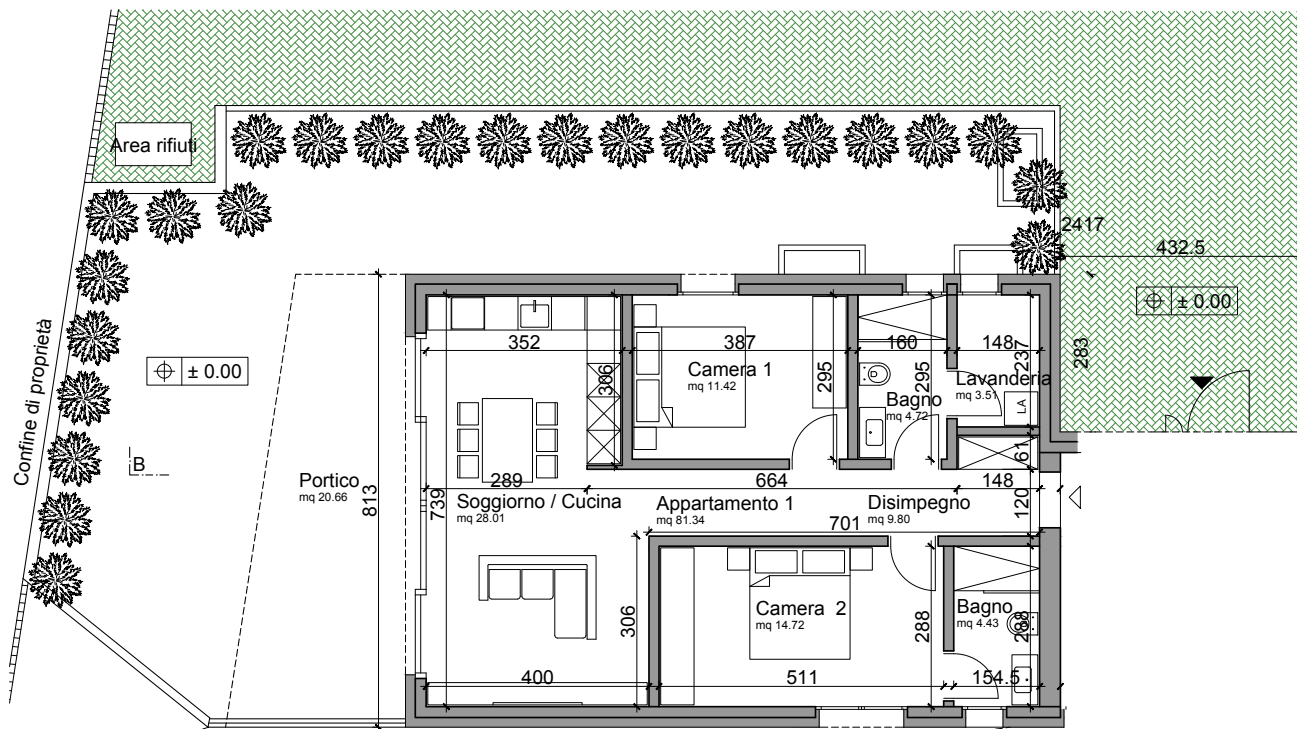 Area rifiuti
2417
432.5
± 0.00
± 0.00
Confine di proprietà
283
352
387
160
148
237
306
295
295
Camera 1
mq 11.42
Bagno
mq 4.72
Lavanderia
mq 3.51
LA
B
61
Portico
mq 20.66
813
739
289
664
148
Soggiorno / Cucina
mq 28.01
Appartamento 1
mq 81.34
Disimpegno
mq 9.80
120
701
306
Camera 2
mq 14.72
288
Bagno
mq 4.43
288
400
511
154.5